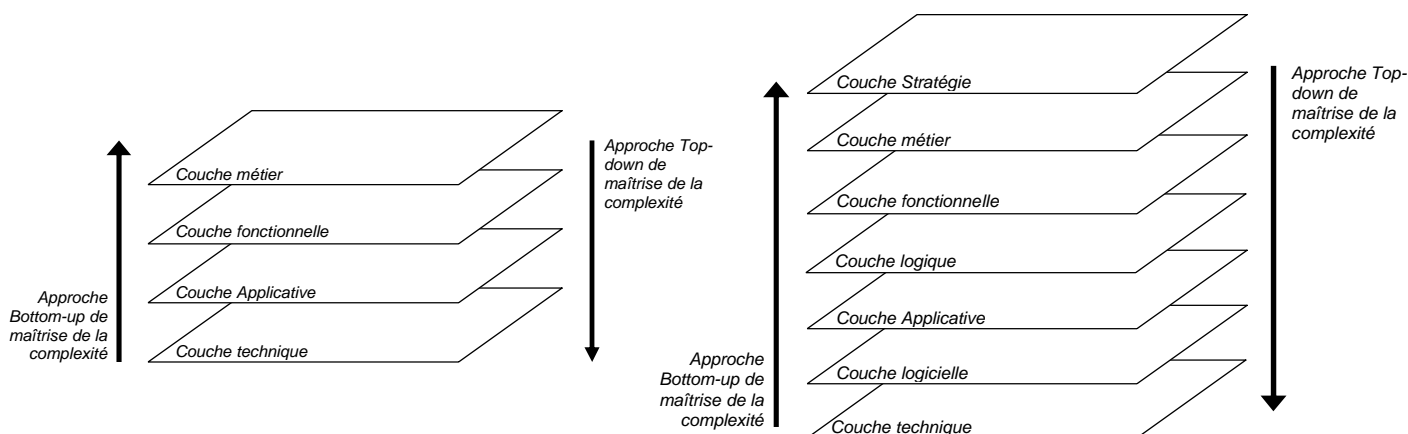 Couche métier
Couche fonctionnelle
Couche Applicative
Couche technique
Approche
Bottom-up de
maîtrise de la
complexité
Approche Top-
down de
maîtrise de la
complexité
Couche Stratégie
Couche métier
Couche fonctionnelle
Couche logique
Couche Applicative
Couche logicielle
Couche technique
Approche
Bottom-up de
maîtrise de la
complexité
Approche Top-
down de
maîtrise de la
complexité